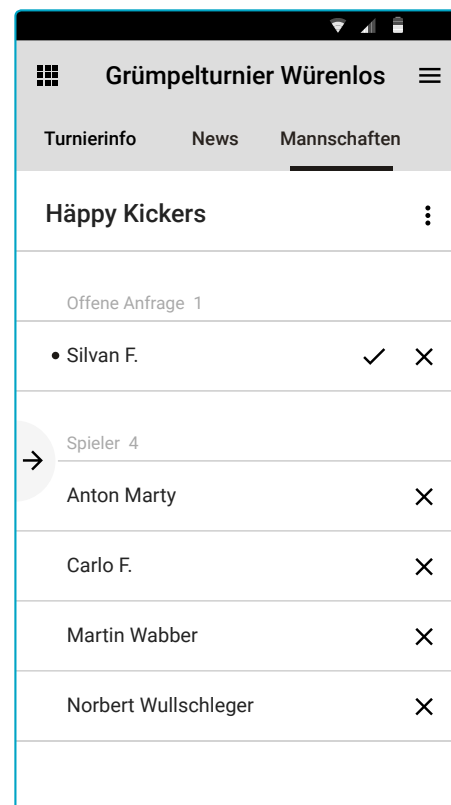 Grümpelturnier Würenlos
Turnierinfo News Mannschaften
Häppy Kickers
Offene Anfrage 1
Silvan F.
Spieler 4
Anton Marty
Carlo F.
Martin Wabber
Norbert Wullschleger